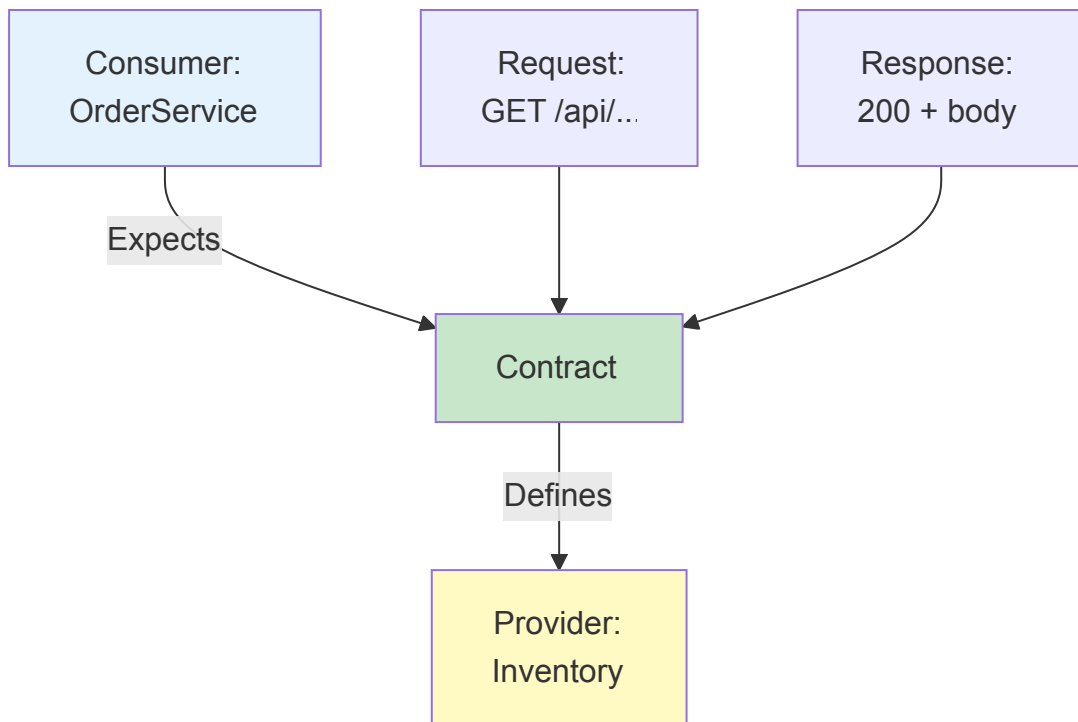 Consumer:
OrderService
Request:
GET /api/...
Response:
200 + body
Expects
Contract
Defines
Provider:
Inventory